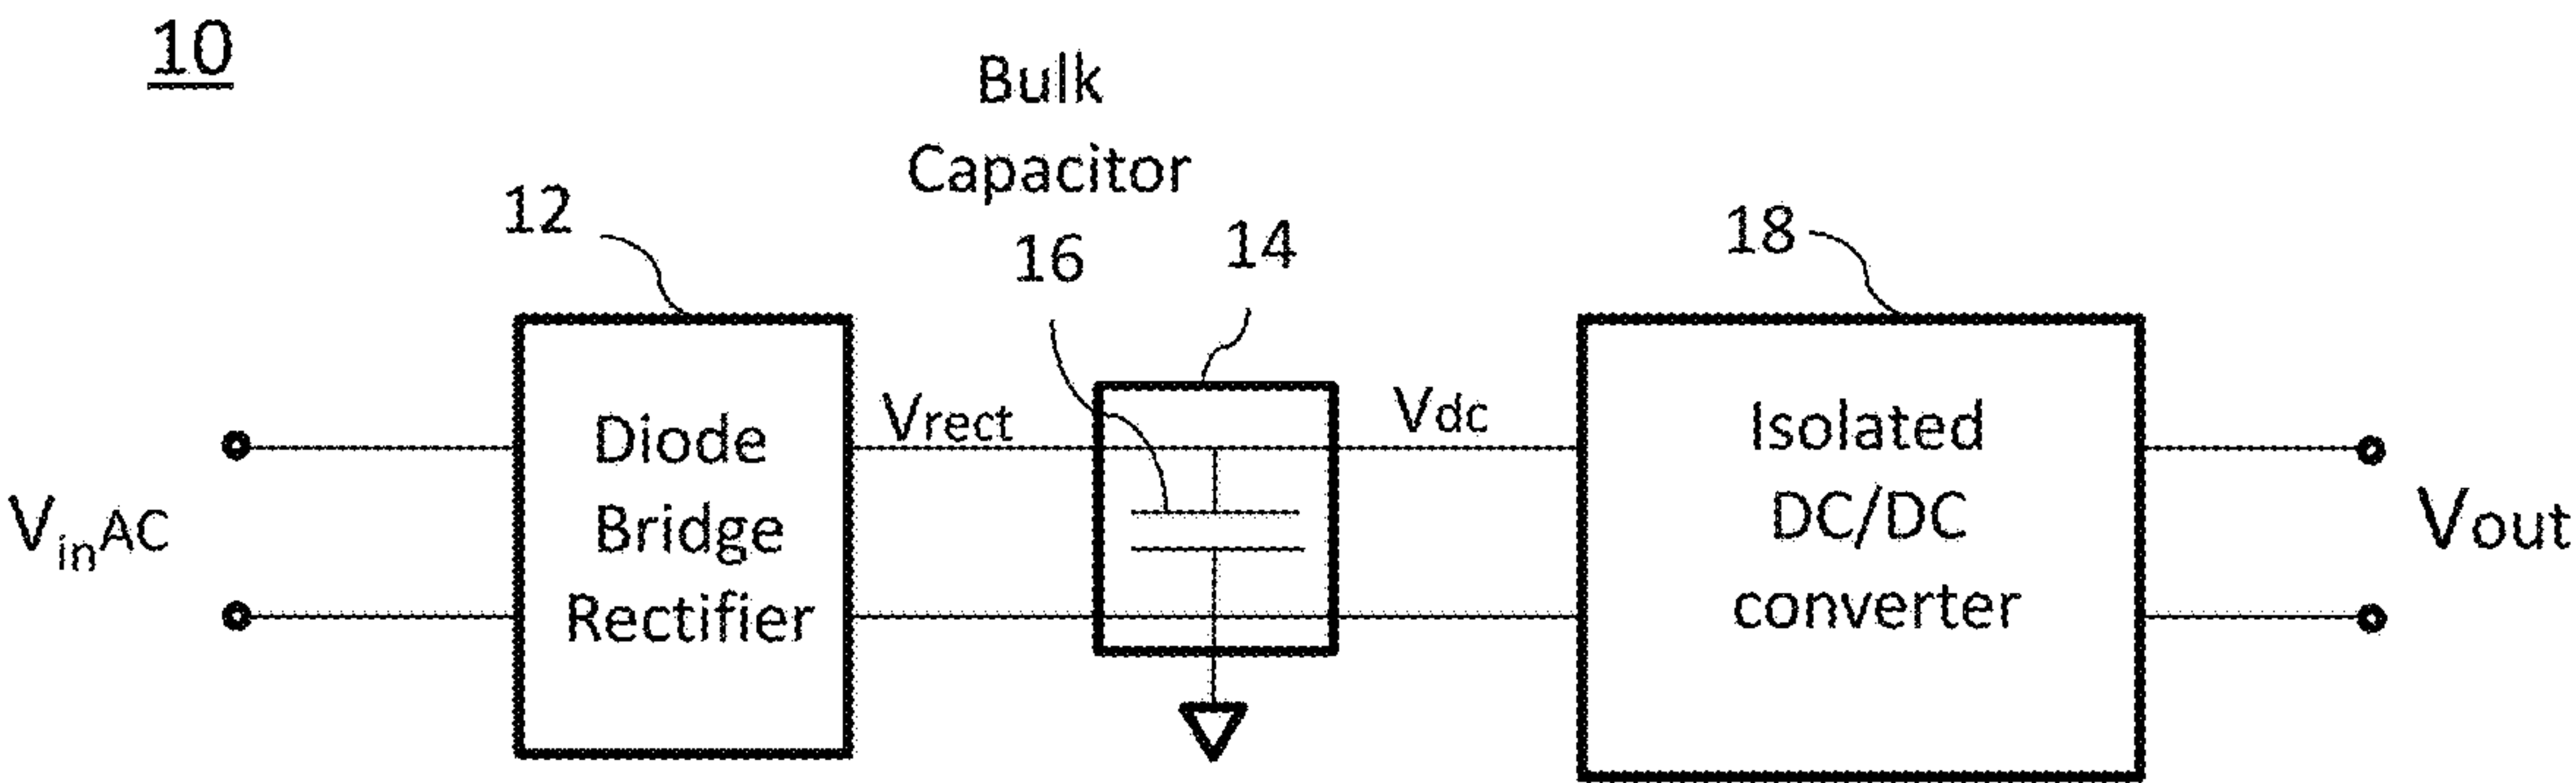 10
Bulk
Capacitor
12
16
14
18
Vrect
Vdc
Diode
Bridge
Rectifier
Isolated
DC/DC
converter
VinAC
Vout